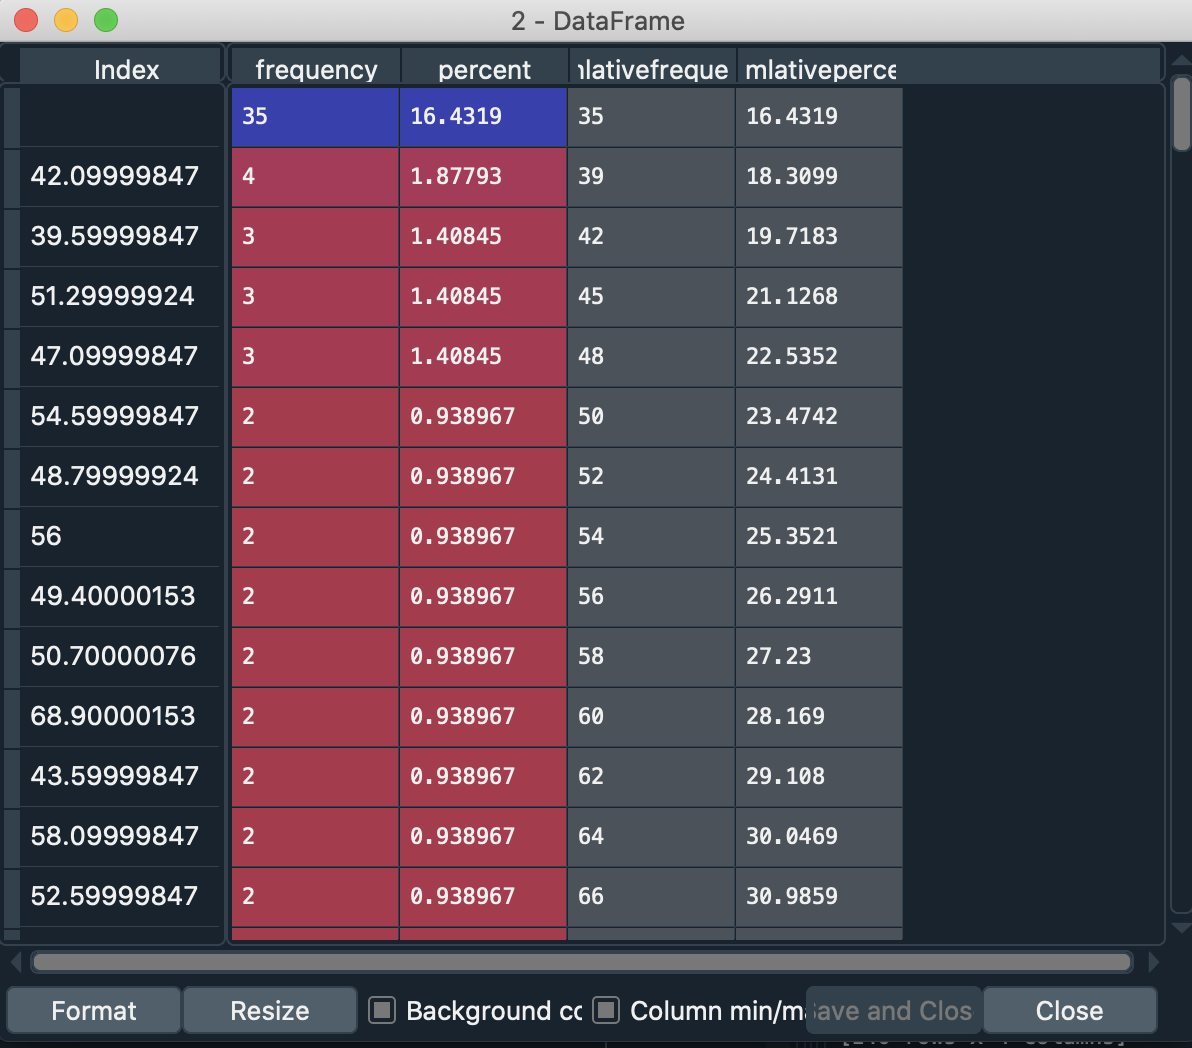 2 - DataFrame
Index frequency percent ılativefreque mlativeperce
35 16.4319 35 16.4319
42.09999847 4 1.87793 39 18.3099
39.59999847 3 1.40845 42 19.7183
51.29999924 3 1.40845 45 21.1268
47.09999847 3 1.40845 48 22.5352
54.59999847 2 0.938967 50 23.4742
48.79999924 2 0.938967 52 24.4131
56 2 0.938967 54 25.3521
49.40000153 2 0.938967 56 26.2911
50.70000076 2 0.938967 58 27.23
68.90000153 2 0.938967 60 28.169
43.59999847 2 0.938967 62 29.108
58.09999847 2 0.938967 64 30.0469
52.59999847 2 0.938967 66 30.9859
Format Resize Background co Column min/ma ave and Clos Close